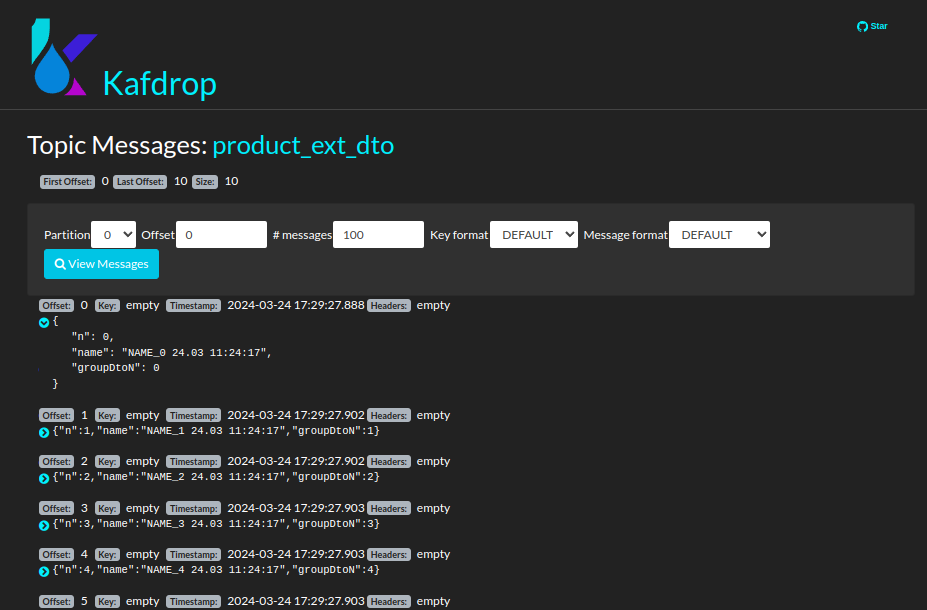 Star
Kafdrop
Topic Messages: product_ext_dto
First Offset: 0 Last Offset: 10 Size: 10
Partition 0 Offset 0 # messages 100 Key format DEFAULT Message format DEFAULT
View Messages
Offset: 0 Key: empty Timestamp: 2024-03-24 17:29:27.888 Headers: empty
{
"n": 0,
"name": "NAME_0 24.03 11:24:17",
"groupDtoN": 0
}
Offset: 1 Key: empty Timestamp: 2024-03-24 17:29:27.902 Headers: empty
{"n":1,"name":"NAME_1 24.03 11:24:17","groupDtoN":1}
Offset: 2 Key: empty Timestamp: 2024-03-24 17:29:27.902 Headers: empty
{"n":2,"name":"NAME_2 24.03 11:24:17","groupDtoN":2}
Offset: 3 Key: empty Timestamp: 2024-03-24 17:29:27.903 Headers: empty
{"n":3,"name":"NAME_3 24.03 11:24:17","groupDtoN":3}
Offset: 4 Key: empty Timestamp: 2024-03-24 17:29:27.903 Headers: empty
{"n":4,"name":"NAME_4 24.03 11:24:17","groupDtoN":4}
Offset: 5 Key: empty Timestamp: 2024-03-24 17:29:27.903 Headers: empty